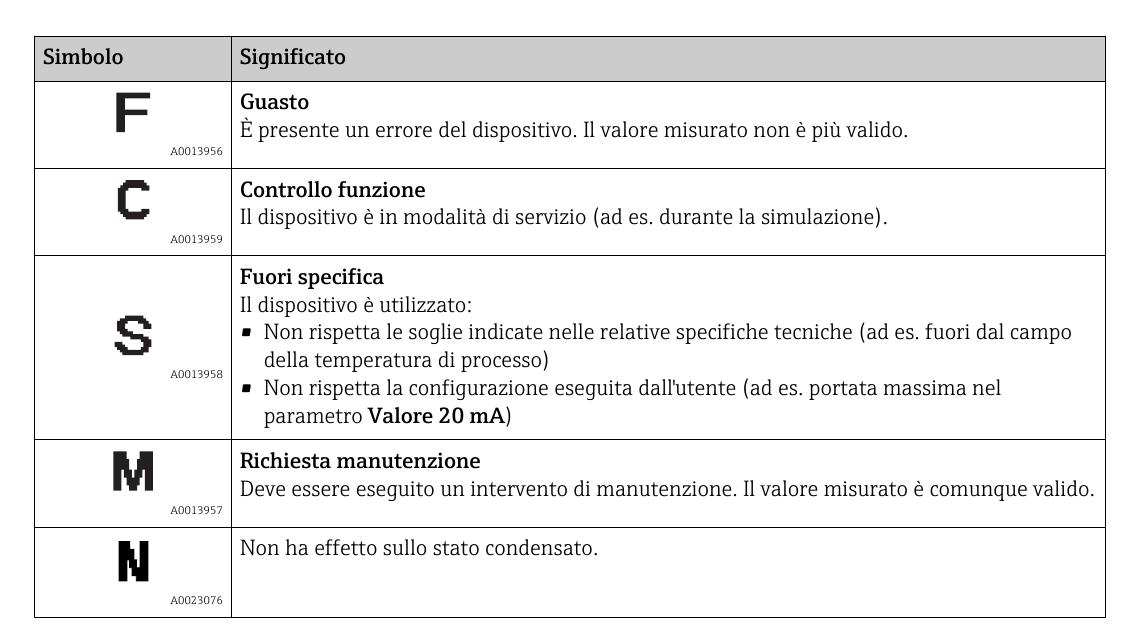 Simbolo Significato
F
A0013956
Guasto
È presente un errore del dispositivo. Il valore misurato non è più valido.
C
A0013959
Controllo funzione
Il dispositivo è in modalità di servizio (ad es. durante la simulazione).
S
A0013958
Fuori specifica
Il dispositivo è utilizzato:
▪ Non rispetta le soglie indicate nelle relative specifiche tecniche (ad es. fuori dal campo
della temperatura di processo)
▪ Non rispetta la configurazione eseguita dall'utente (ad es. portata massima nel
parametro Valore 20 mA)
M
A0013957
Richiesta manutenzione
Deve essere eseguito un intervento di manutenzione. Il valore misurato è comunque valido.
N
A0023076
Non ha effetto sullo stato condensato.